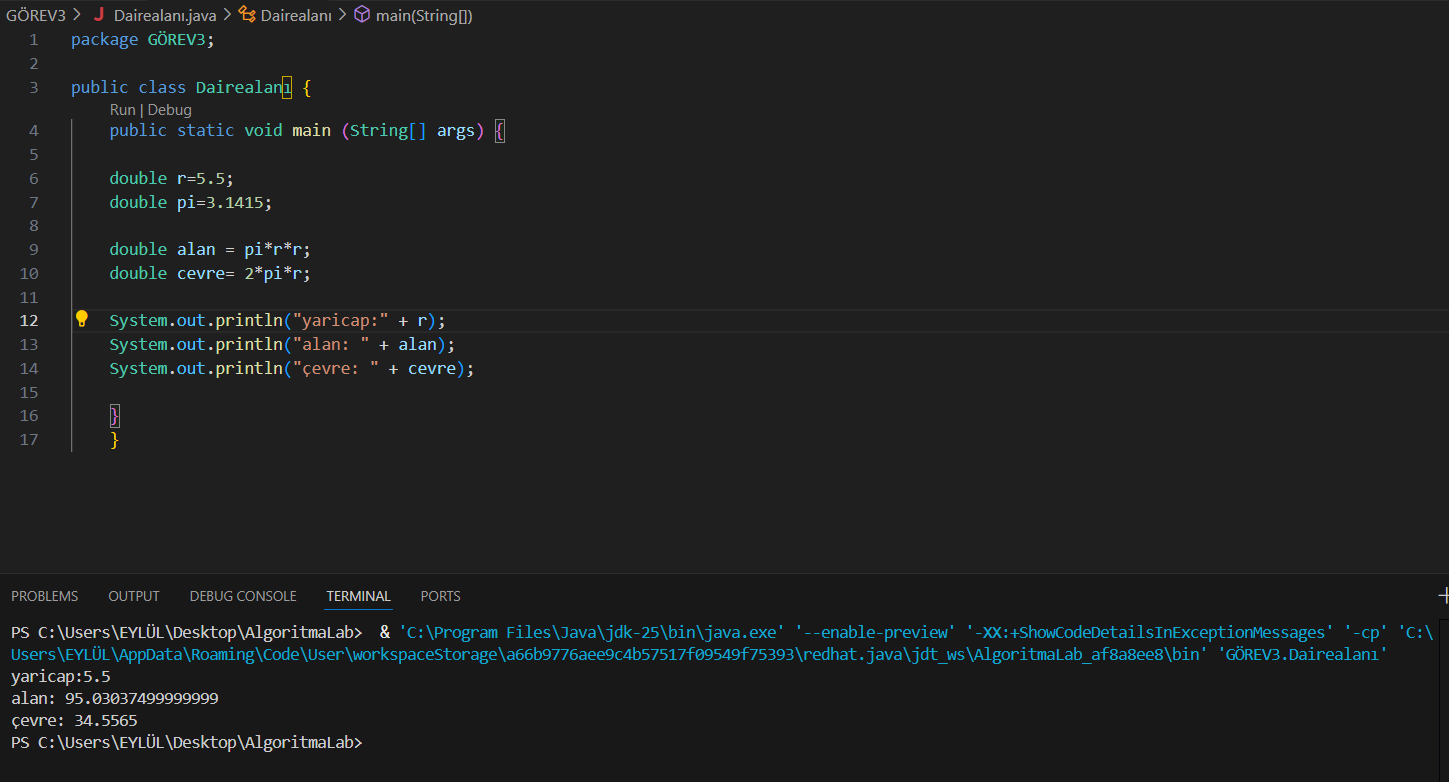 GÖREV3 > Dairealanı.java > Dairealanı > main(String[])
1 package GÖREV3;
2
3 public class Dairealanı {
Run | Debug
4 public static void main (String[] args) {
5
6 double r=5.5;
7 double pi=3.1415;
8
9 double alan = pi*r*r;
10 double cevre= 2*pi*r;
11
12 System.out.println("yaricap:" + r);
13 System.out.println("alan: " + alan);
14 System.out.println("çevre: " + cevre);
15
16 }
17 }
PROBLEMS OUTPUT DEBUG CONSOLE TERMINAL PORTS
PS C:\Users\EYLÜL\Desktop\AlgoritmaLab> & 'C:\Program Files\Java\jdk-25\bin\java.exe' '--enable-preview' '-XX:+ShowCodeDetailsInExceptionMessages' '-cp' 'C:\
Users\EYLÜL\AppData\Roaming\Code\User\workspaceStorage\a66b9776aee9c4b57517f09549f75393\redhat.java\jdt_ws\AlgoritmaLab_af8a8ee8\bin' 'GÖREV3.Dairealanı'
yaricap:5.5
alan: 95.03037499999999
çevre: 34.5565
PS C:\Users\EYLÜL\Desktop\AlgoritmaLab>